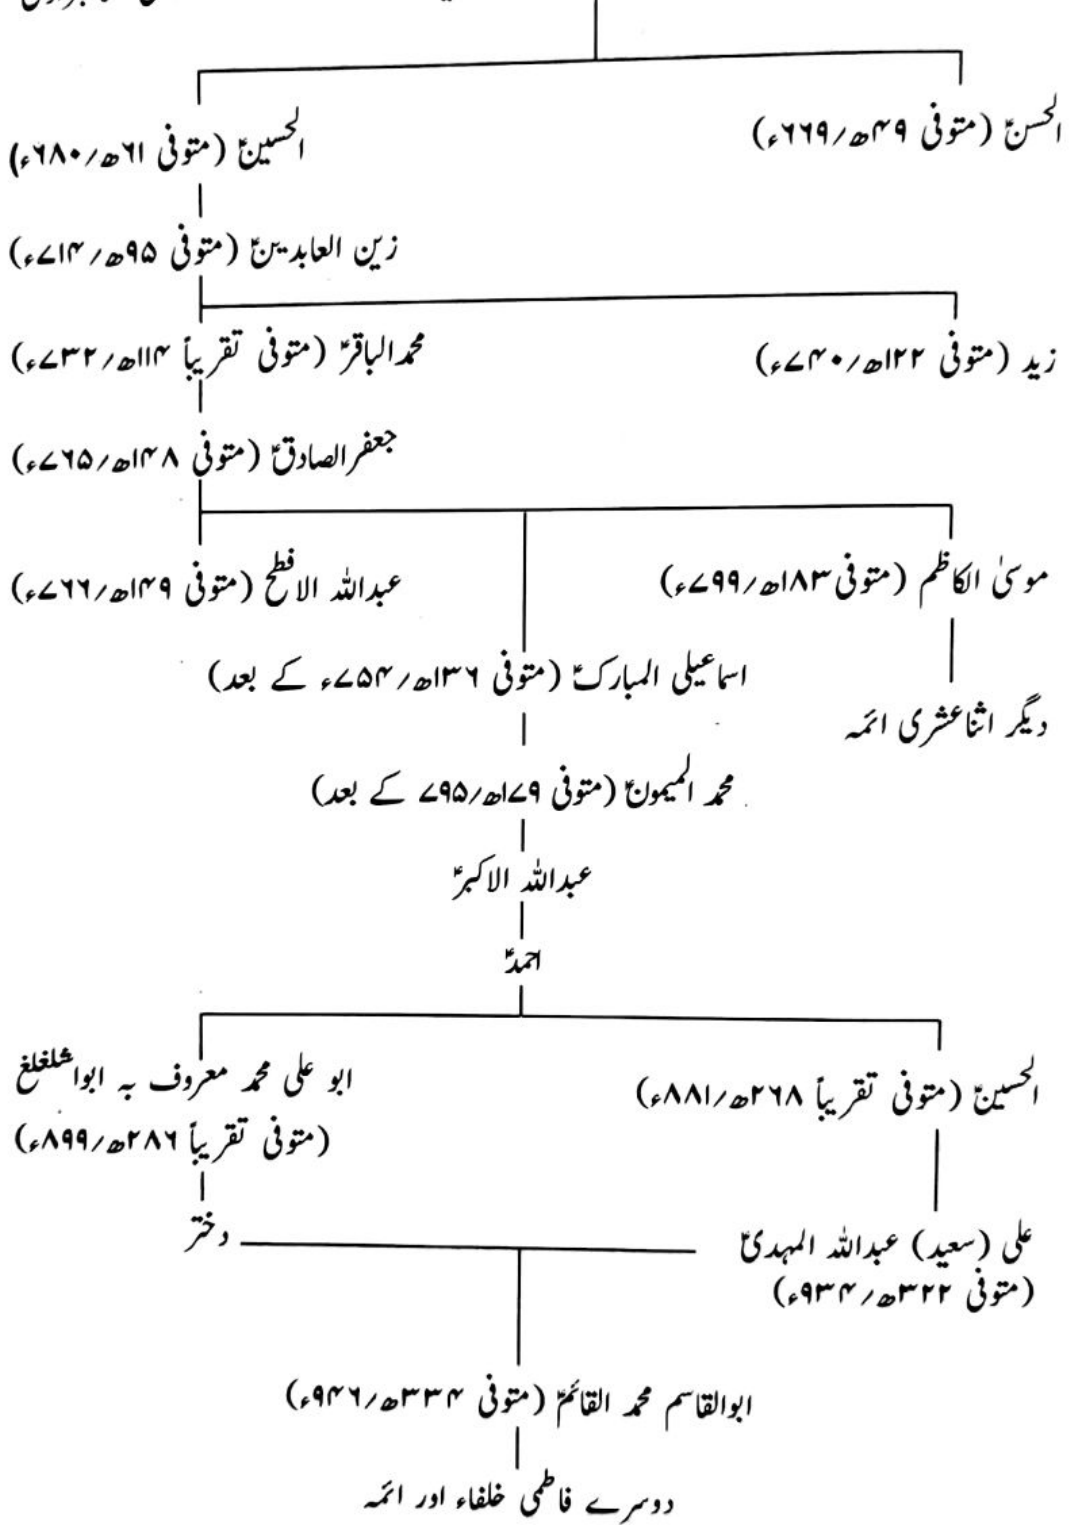 الحسنؑ (متوفی ۴۹ھ/۶۶۹ء)
الحسینؑ (متوفی ۶۱ھ/۶۸۰ء)
زین العابدینؑ (متوفی ۹۵ھ/۷۱۴ء)
زید (متوفی ۱۲۲ھ/۷۴۰ء)
محمد الباقرؑ (متوفی تقریباً ۱۱۴ھ/۷۳۲ء)
جعفر الصادقؑ (متوفی ۱۴۸ھ/۷۶۵ء)
موسیٰ الکاظم (متوفی ۱۸۳ھ/۷۹۹ء)
عبداللہ الافطح (متوفی ۱۴۹ھ/۷۶۶ء)
اسماعیلی المبارکؑ (متوفی ۱۳۶ھ/۷۵۴ء کے بعد)
دیگر اثناعشری ائمہ
محمد المیمونؑ (متوفی ۱۷۹ھ/۷۹۵ کے بعد)
عبداللہ الاکبرؑ
احمدؑ
الحسینؑ (متوفی تقریباً ۲۶۸ھ/۸۸۱ء)
ابو علی محمد معروف بہ ابوالشلغلغ
(متوفی تقریباً ۲۸۶ھ/۸۹۹ء)
دختر
علی (سعید) عبداللہ المہدیؑ
(متوفی ۳۲۲ھ/۹۳۴ء)
ابوالقاسم محمد القائمؑ (متوفی ۳۳۴ھ/۹۴۶ء)
دوسرے فاطمی خلفاء اور ائمہ